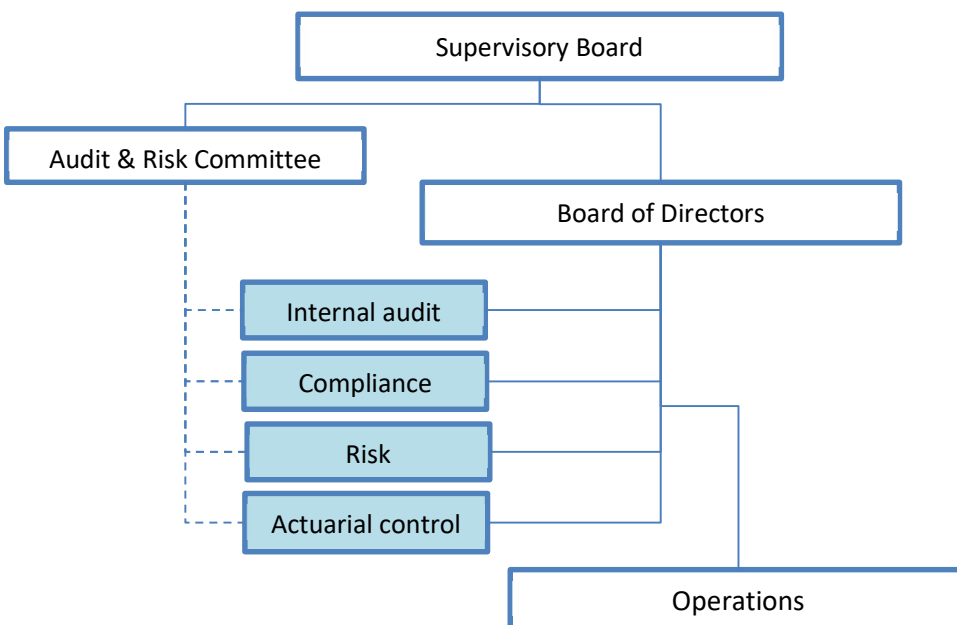 Supervisory Board
Audit & Risk Committee
Board of Directors
Internal audit
Compliance
Risk
Actuarial control
Operations